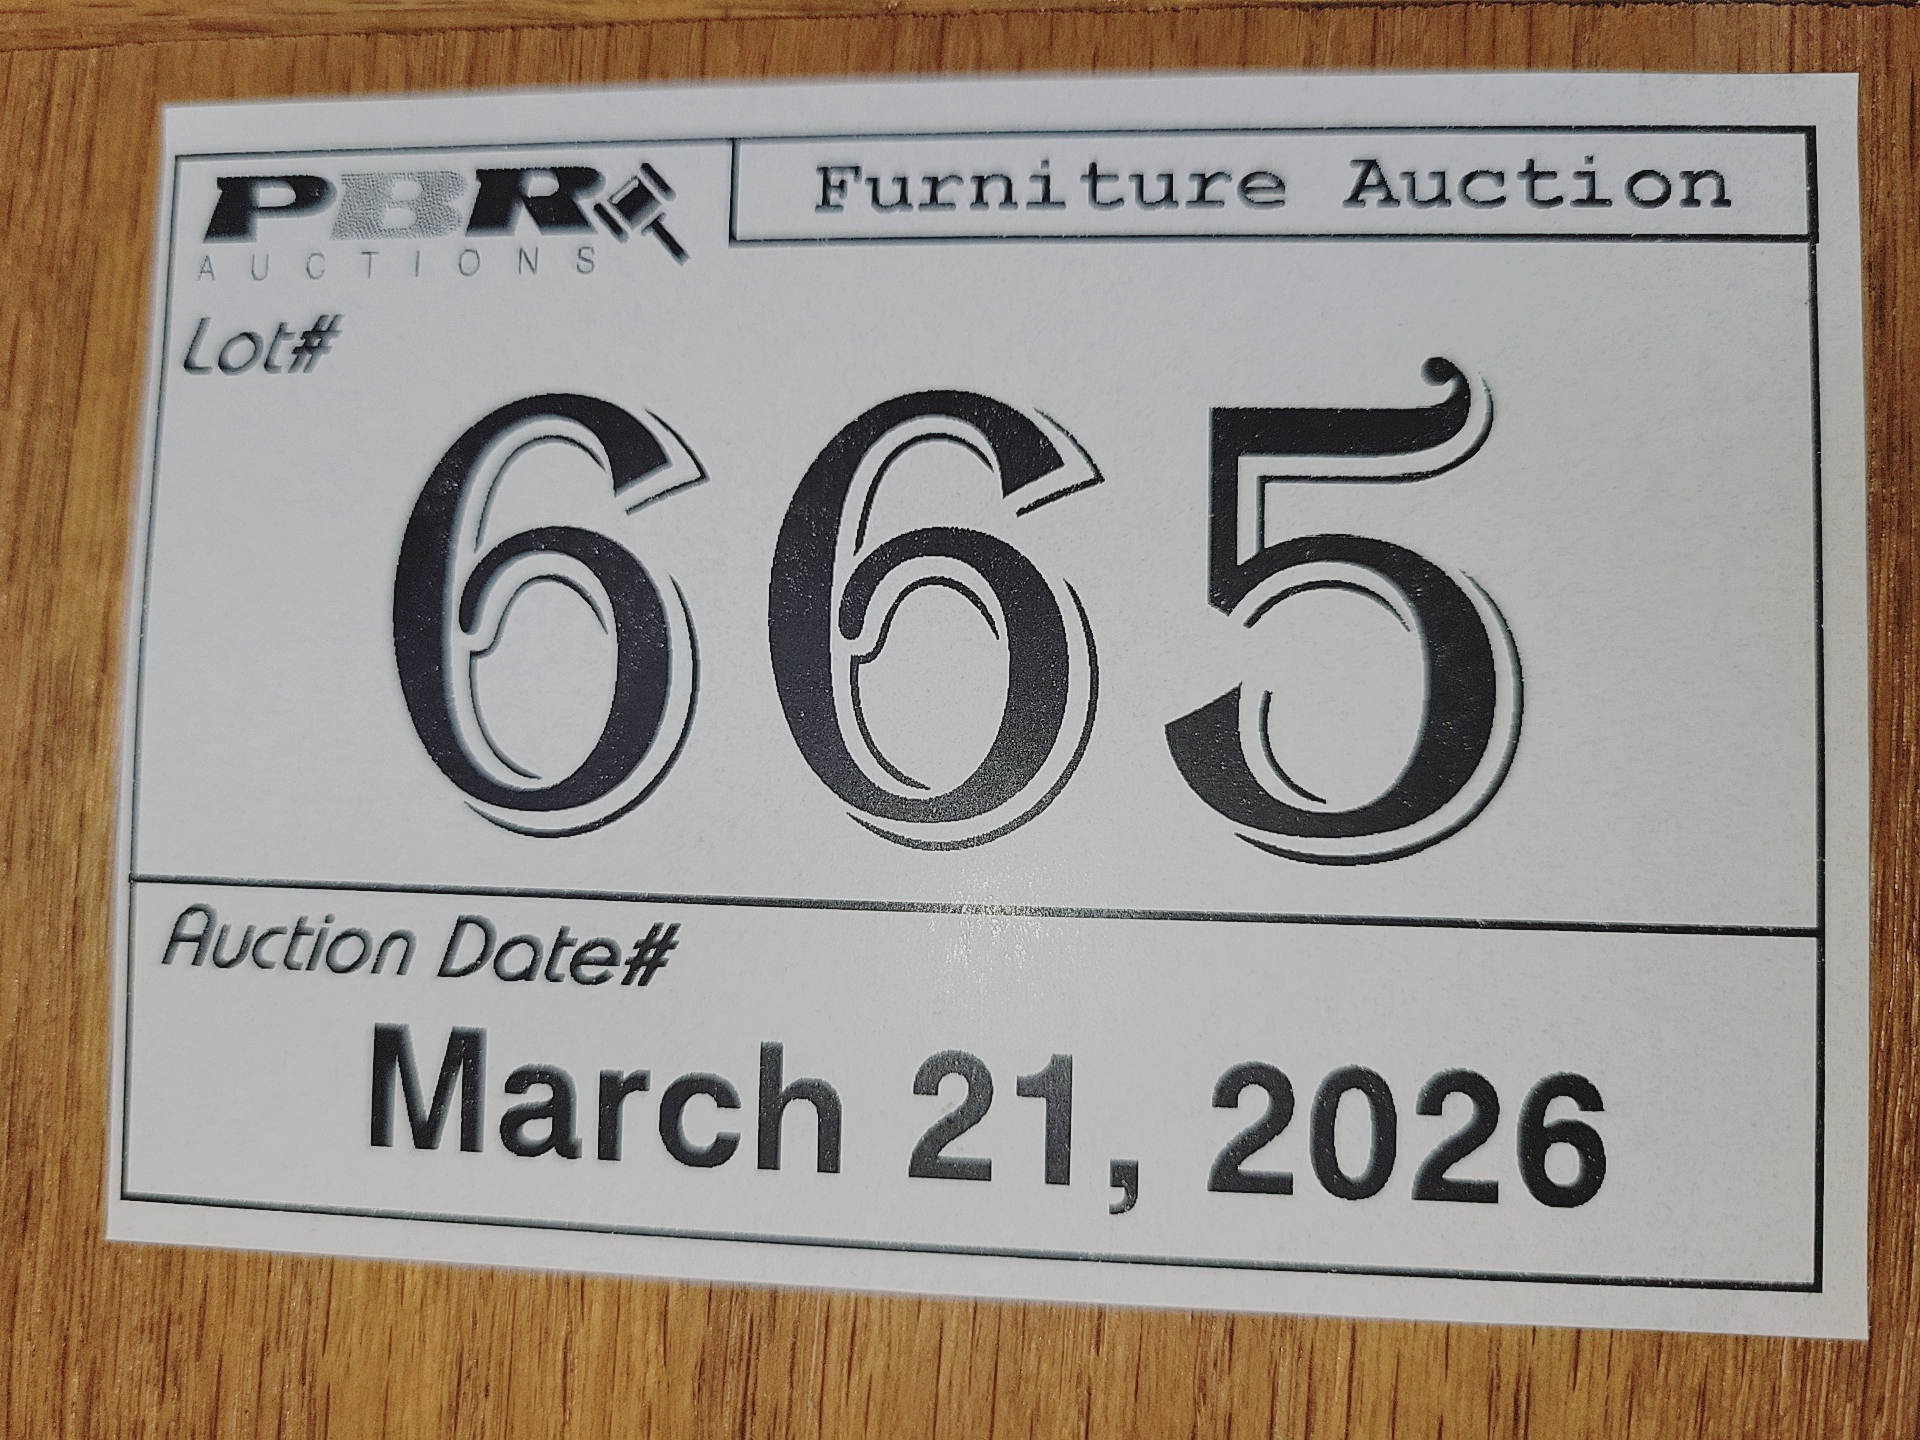 PBR
AUCTIONS
Furniture Auction
Lot#
665
Auction Date#
March 21, 2026